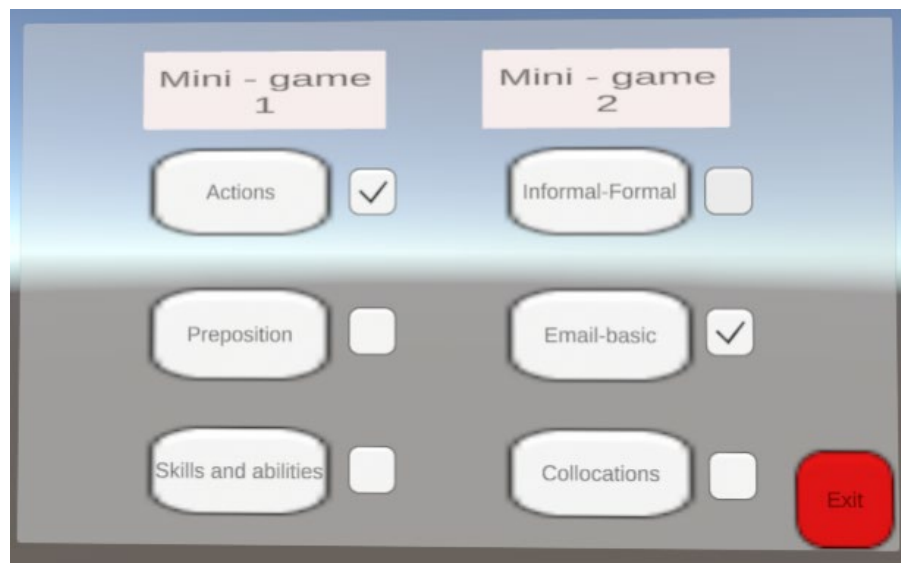 Mini - game
1
Mini - game
2
Actions
Informal-Formal
Preposition
Email-basic
Skills and abilities
Collocations
Exit